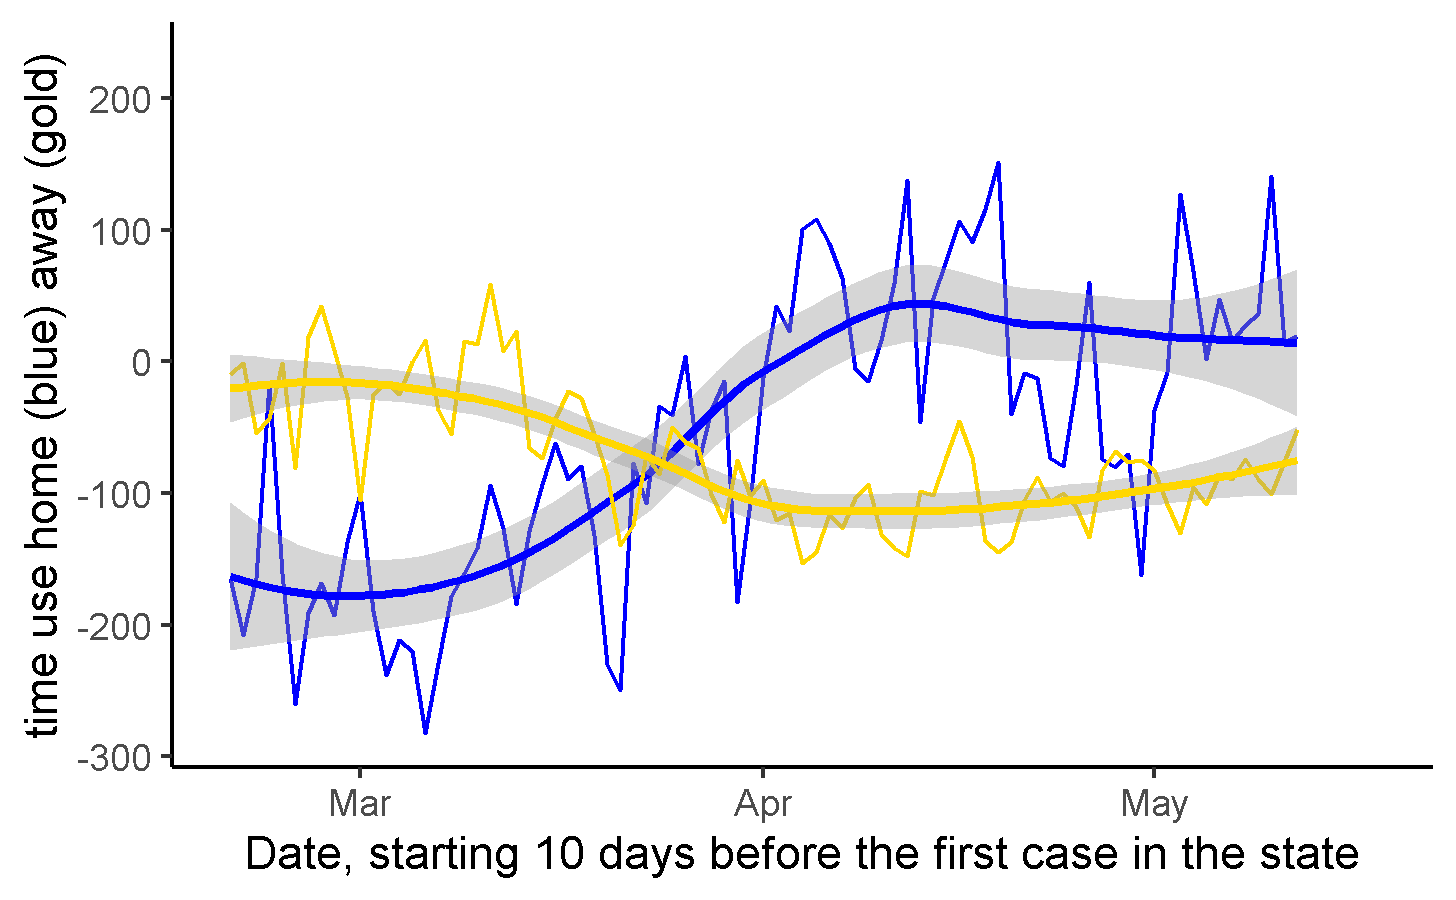 time use home (blue) away (gold)
200
100
0
-100
-200
-300
Mar Apr May
Date, starting 10 days before the first case in the state